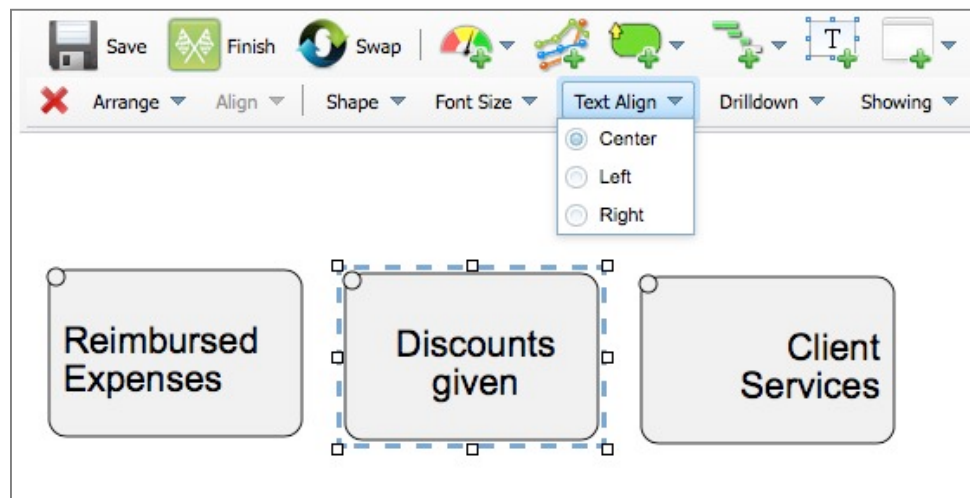 Save Finish Swap T
Arrange Align Shape Font Size Text Align Drilldown Showing
Center
Left
Right
Reimbursed
Expenses
Discounts
given
Client
Services